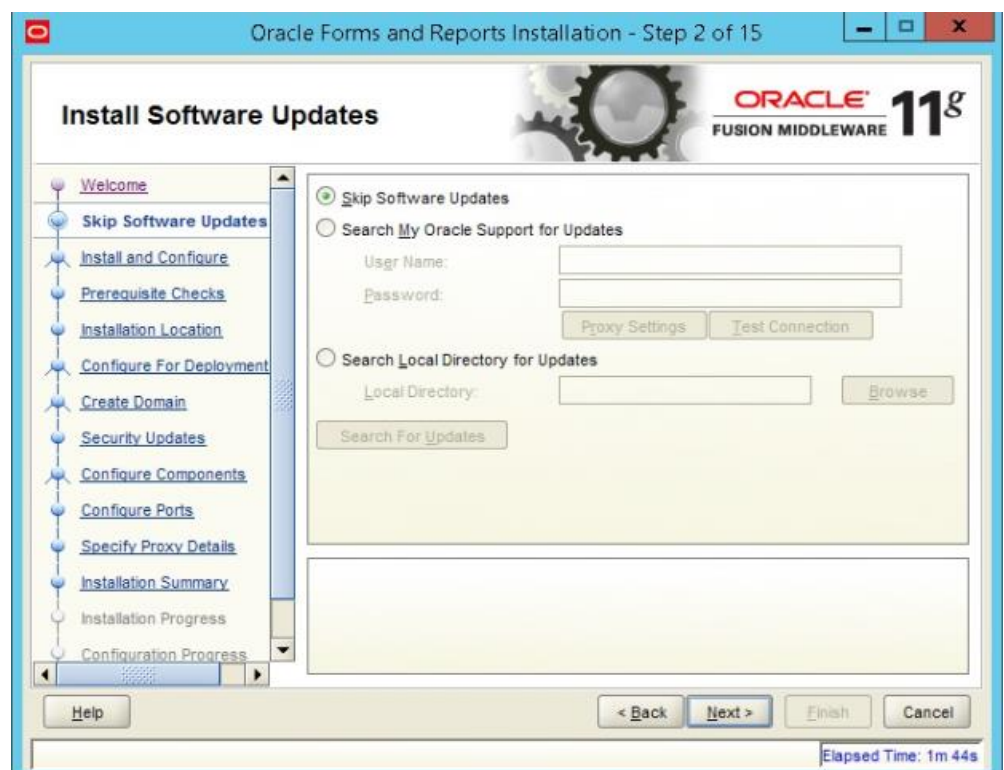 Oracle Forms and Reports Installation - Step 2 of 15
Install Software Updates
ORACLE
FUSION MIDDLEWARE 11g
Welcome
Skip Software Updates
Install and Configure
Prerequisite Checks
Installation Location
Configure For Deployment
Create Domain
Security Updates
Configure Components
Configure Ports
Specify Proxy Details
Installation Summary
Installation Progress
Configuration Progress
Skip Software Updates
Search My Oracle Support for Updates
User Name:
Password:
Proxy Settings Test Connection
Search Local Directory for Updates
Local Directory: Browse
Search For Updates
Help < Back Next > Finish Cancel
Elapsed Time: 1m 44s